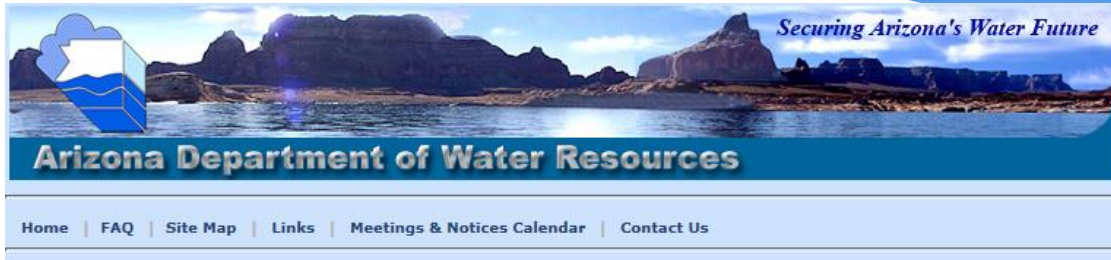 Securing Arizona's Water Future
Arizona Department of Water Resources
Home | FAQ | Site Map | Links | Meetings & Notices Calendar | Contact Us